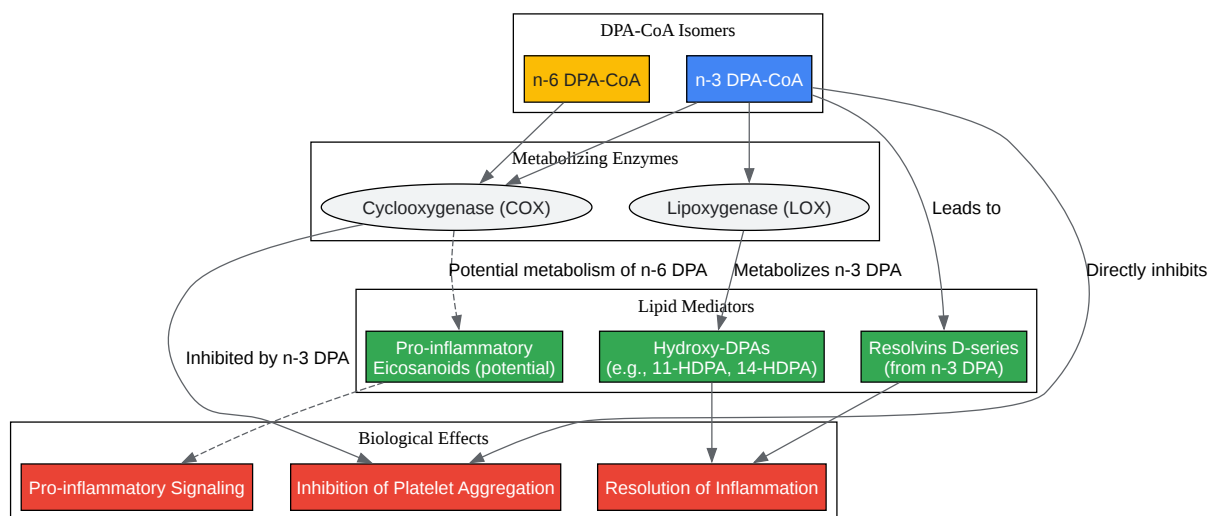 DPA-CoA Isomers
n-6 DPA-CoA
n-3 DPA-CoA
Metabolizing Enzymes
Cyclooxygenase (COX)
Lipoxygenase (LOX)
Leads to
Potential metabolism of n-6 DPA
Metabolizes n-3 DPA
Directly inhibits
Lipid Mediators
Inhibited by n-3 DPA
Pro-inflammatory
Eicosanoids (potential)
Hydroxy-DPAs
(e.g., 11-HDPA, 14-HDPA)
Resolvins D-series
(from n-3 DPA)
Biological Effects
Pro-inflammatory Signaling
Inhibition of Platelet Aggregation
Resolution of Inflammation